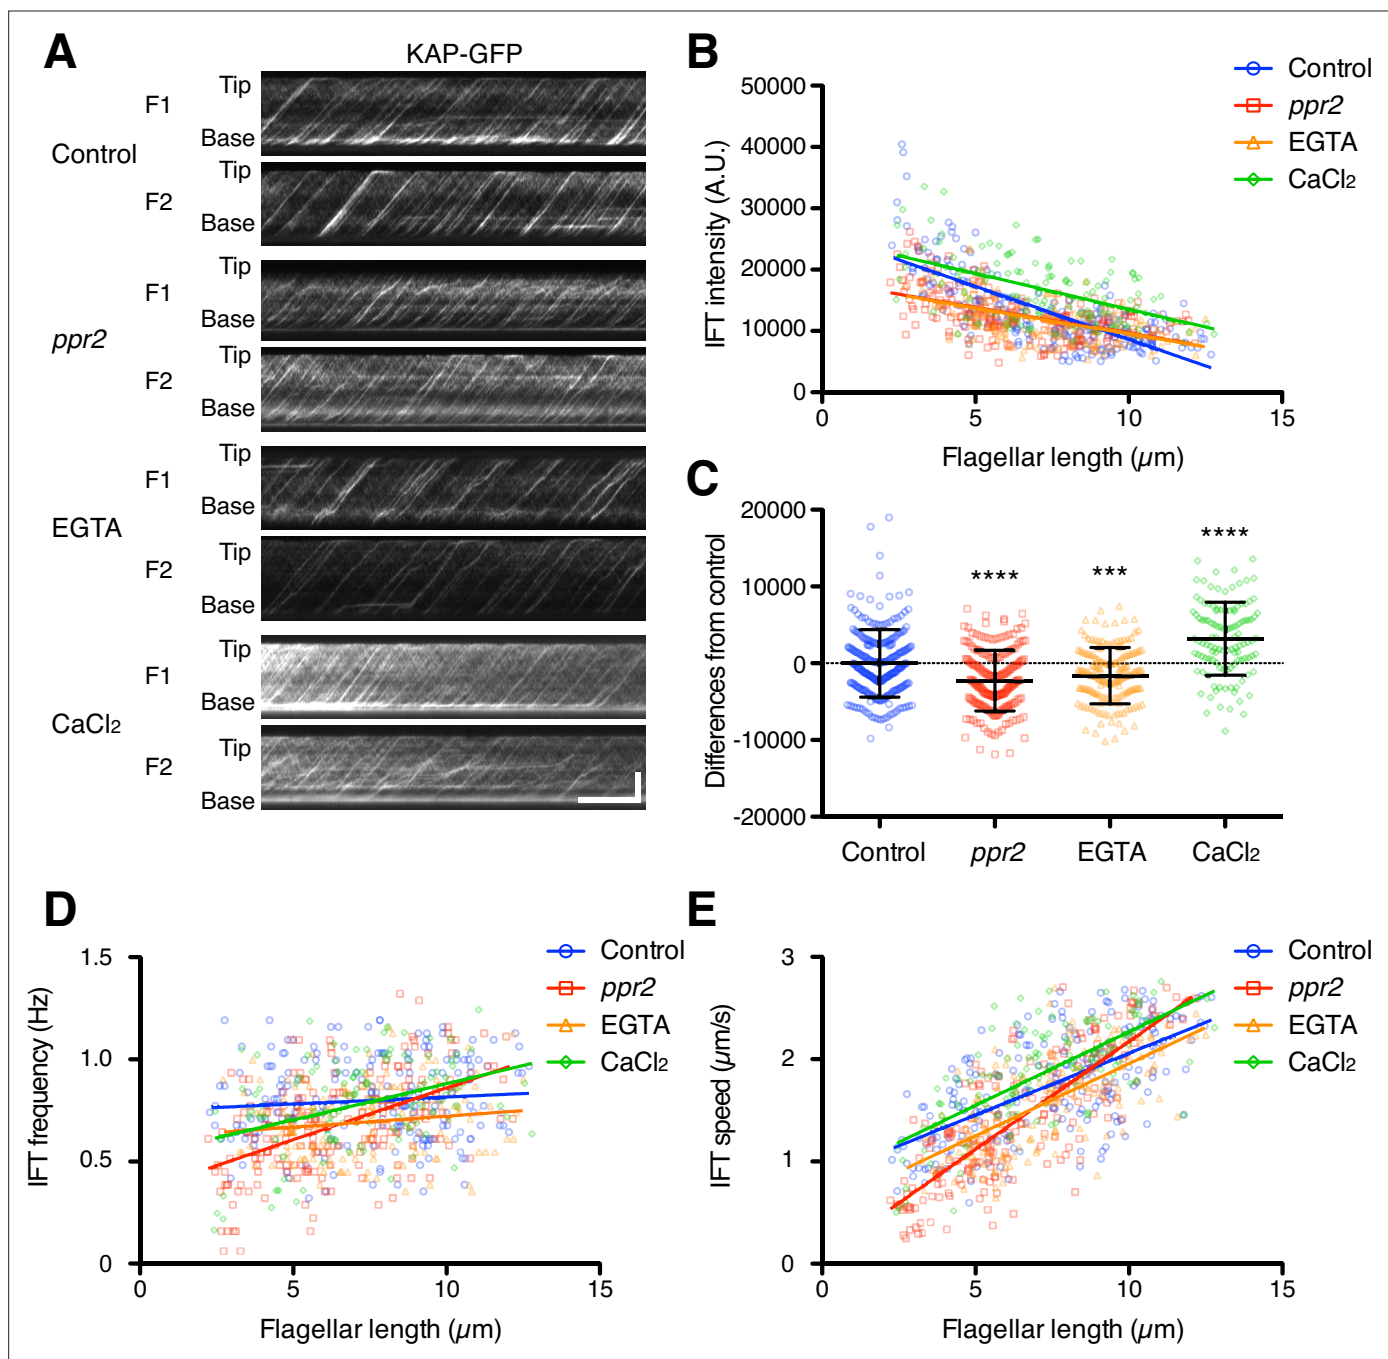 A
KAP-GFP
Control
F1
Tip
Base
F2
Tip
Base
ppr2
F1
Tip
Base
F2
Tip
Base
EGTA
F1
Tip
Base
F2
Tip
Base
CaCl2
F1
Tip
Base
F2
Tip
Base
B
Control
ppr2
EGTA
CaCl2
IFT intensity (A.U.)
50000
40000
30000
20000
10000
0
0 5 10 15
Flagellar length (µm)
C
Differences from control
20000
10000
0
-10000
-20000
**** *** ****
Control ppr2 EGTA CaCl2
D
Control
ppr2
EGTA
CaCl2
IFT frequency (Hz)
1.5
1.0
0.5
0
0 5 10 15
Flagellar length (µm)
E
Control
ppr2
EGTA
CaCl2
IFT speed (µm/s)
3
2
1
0
0 5 10 15
Flagellar length (µm)